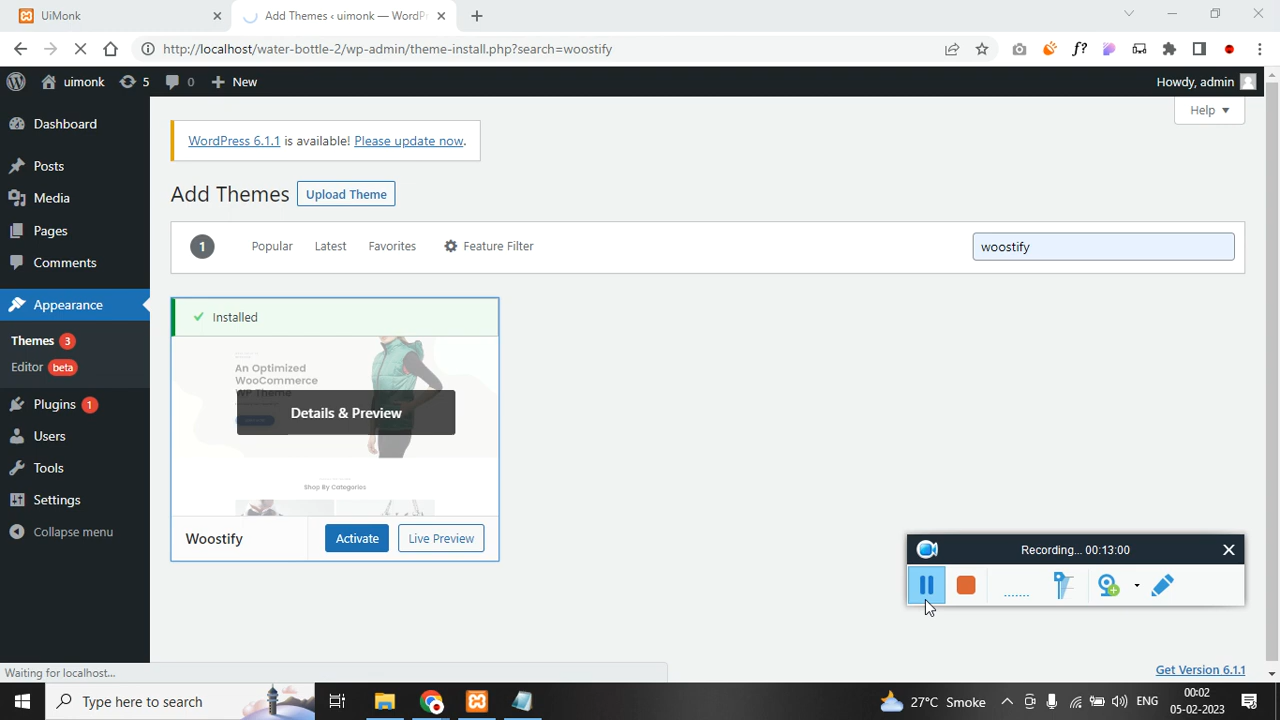 UiMonk
Add Themes ‹ uimonk — WordPr
http://localhost/water-bottle-2/wp-admin/theme-install.php?search=woostify
f?
uimonk
5
0
New
Howdy, admin
Help
Dashboard
Posts
Media
Pages
Comments
Appearance
Themes 3
Editor beta
Plugins 1
Users
Tools
Settings
Collapse menu
WordPress 6.1.1 is available! Please update now.
Add Themes
Upload Theme
1
Popular
Latest
Favorites
Feature Filter
woostify
Installed
An Optimized
WooCommerce
WP Theme
Details & Preview
Shop By Categories
Woostify
Activate
Live Preview
Recording... 00:13:00
Waiting for localhost...
Get Version 6.1.1
Type here to search
27°C Smoke
ENG
00:02
05-02-2023